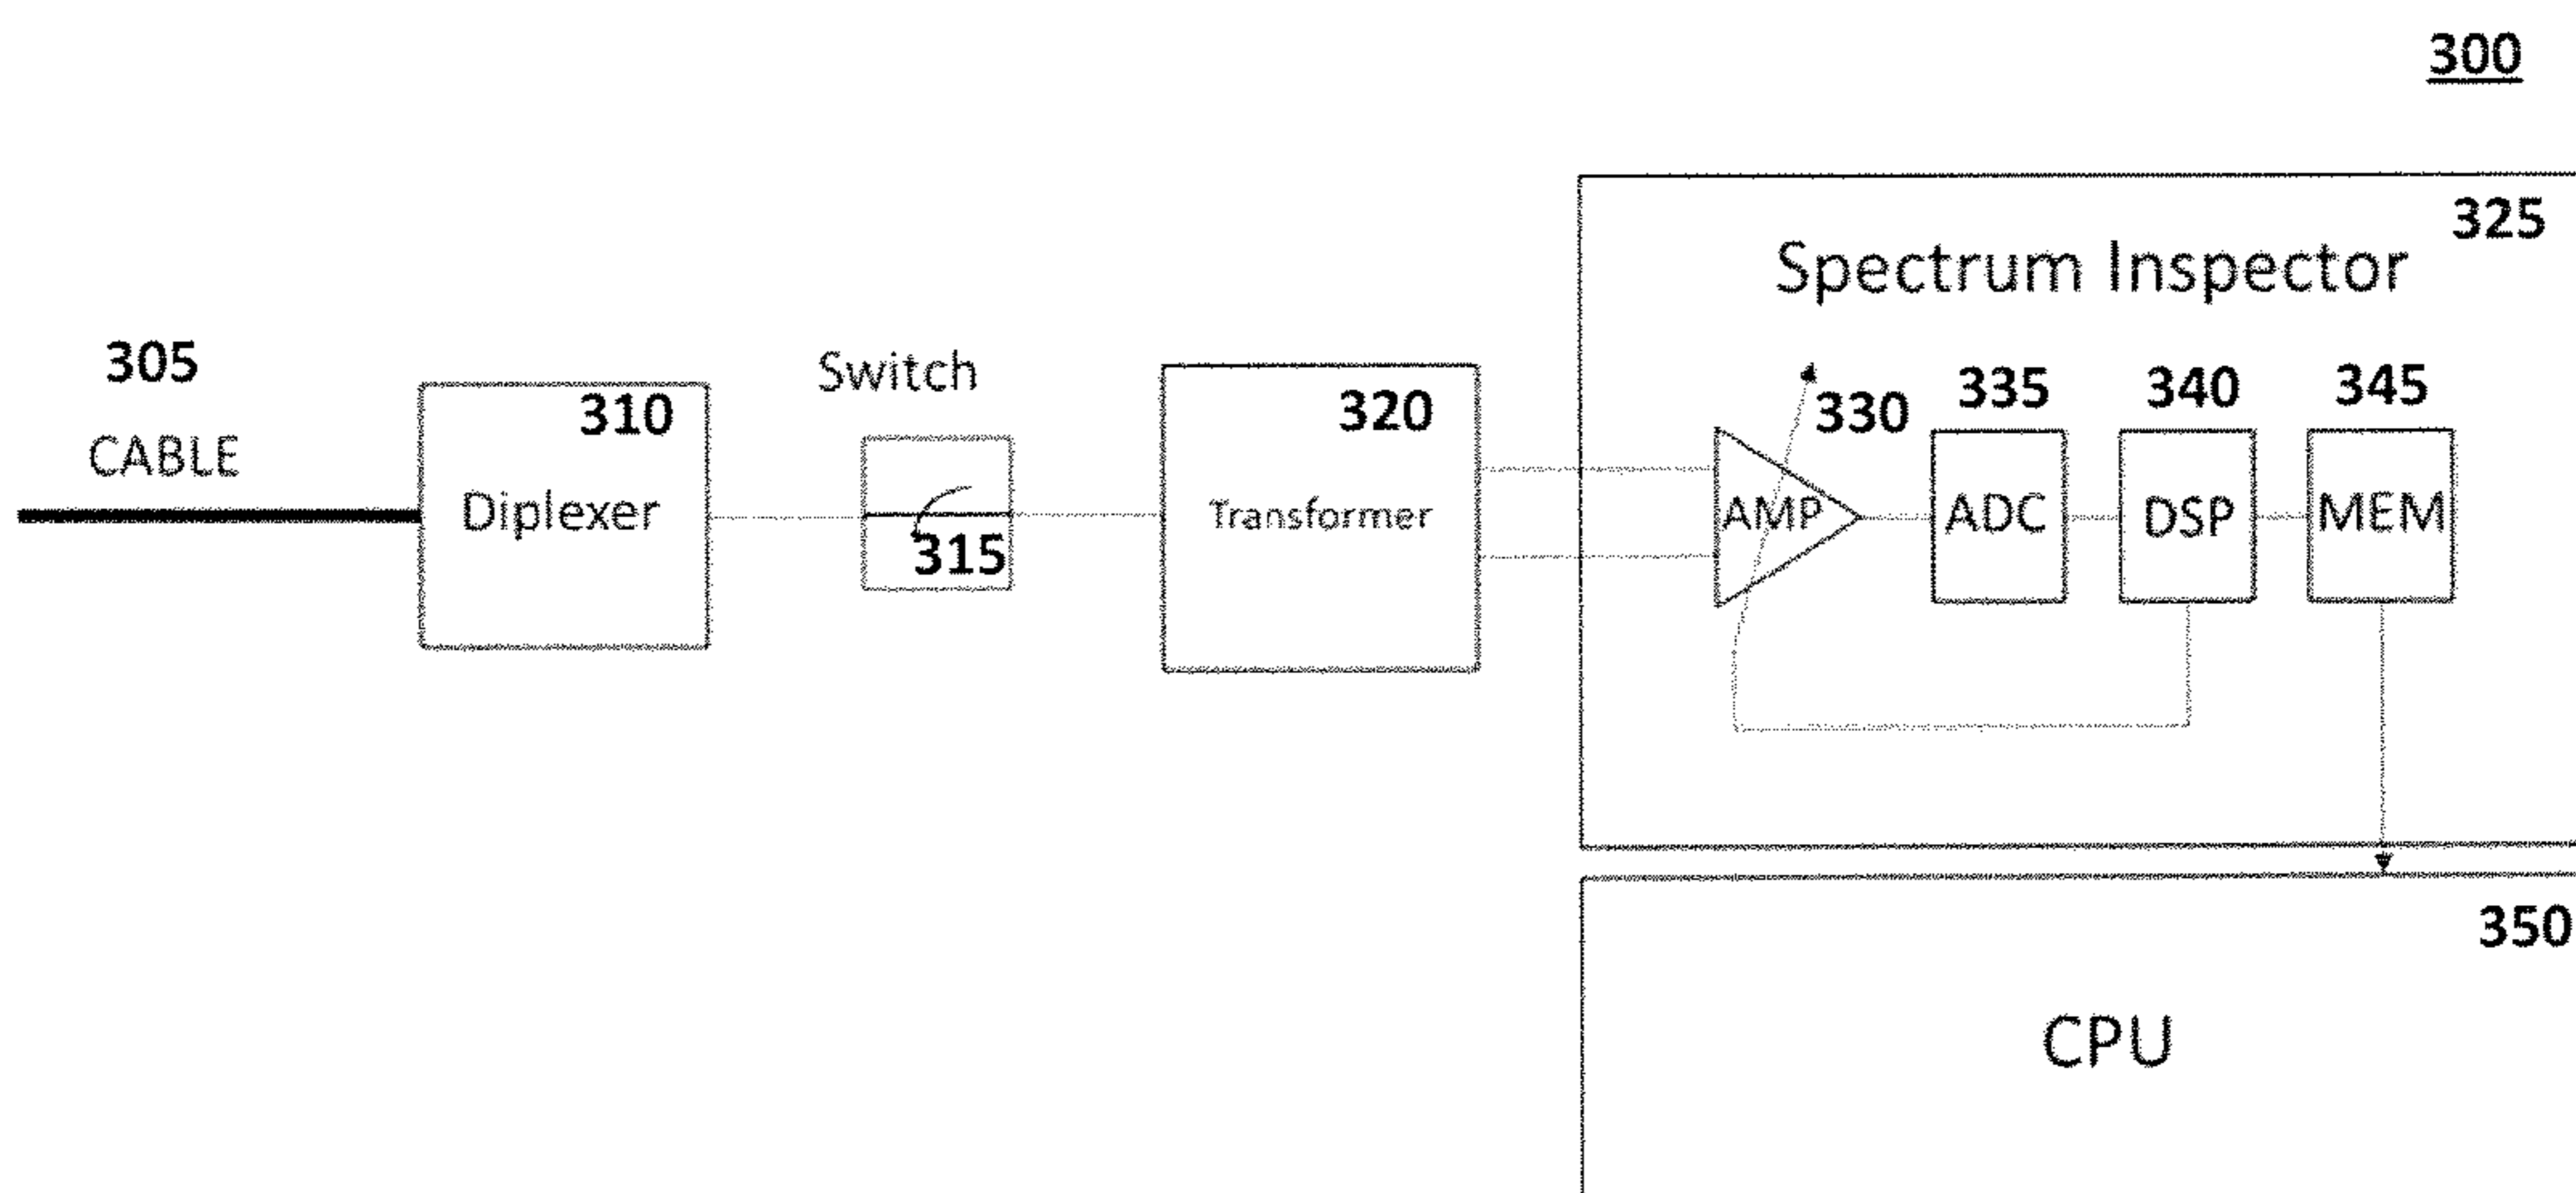 300
325
Spectrum Inspector
305
CABLE
310
Diplexer
Switch
315
320
Transformer
330
AMP
335
ADC
340
DSP
345
MEM
350
CPU